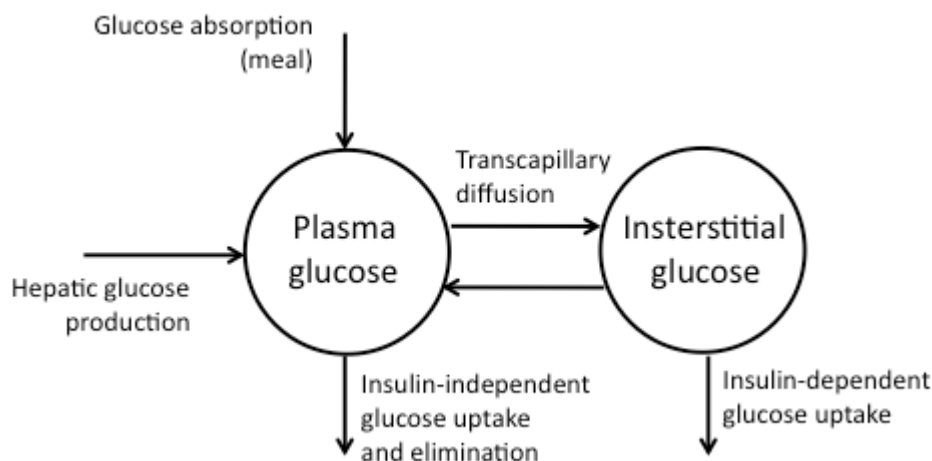 Glucose absorption
(meal)
Transcapillary
diffusion
Plasma
glucose
Insterstitial
glucose
Hepatic glucose
production
Insulin-independent
glucose uptake
and elimination
Insulin-dependent
glucose uptake